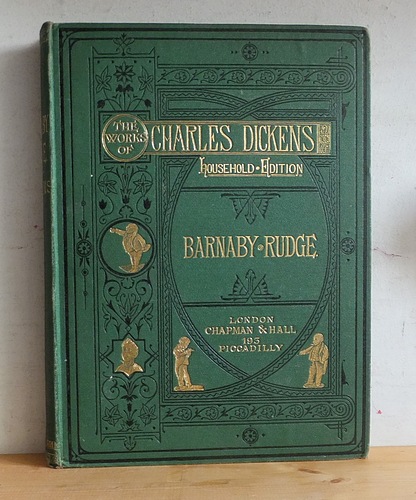 THE
WORKS
OF
CHARLES DICKENS
HOUSEHOLD · EDITION
BARNABY RUDGE.
LONDON
CHAPMAN & HALL
193
PICCADILLY